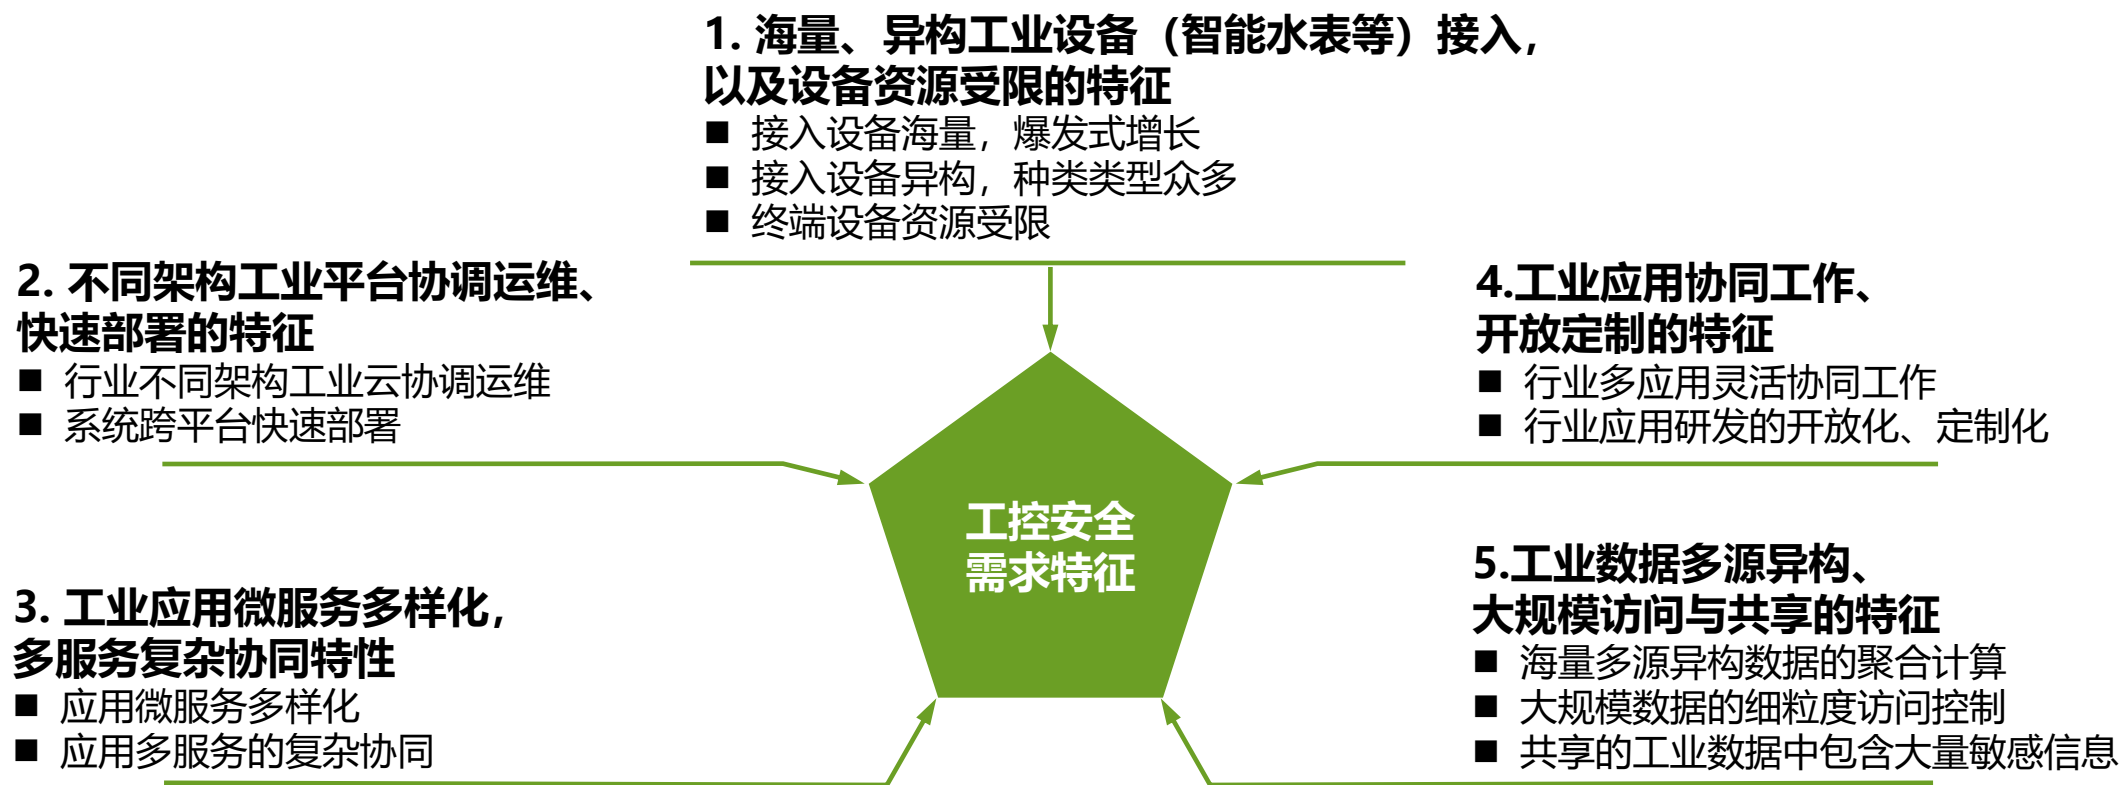 1. 海量、异构工业设备（智能水表等）接入，
以及设备资源受限的特征
■ 接入设备海量，爆发式增长
■ 接入设备异构，种类类型众多
■ 终端设备资源受限
2. 不同架构工业平台协调运维、
快速部署的特征
■ 行业不同架构工业云协调运维
■ 系统跨平台快速部署
3. 工业应用微服务多样化，
多服务复杂协同特性
■ 应用微服务多样化
■ 应用多服务的复杂协同
工控安全
需求特征
4.工业应用协同工作、
开放定制的特征
■ 行业多应用灵活协同工作
■ 行业应用研发的开放化、定制化
5.工业数据多源异构、
大规模访问与共享的特征
■ 海量多源异构数据的聚合计算
■ 大规模数据的细粒度访问控制
■ 共享的工业数据中包含大量敏感信息